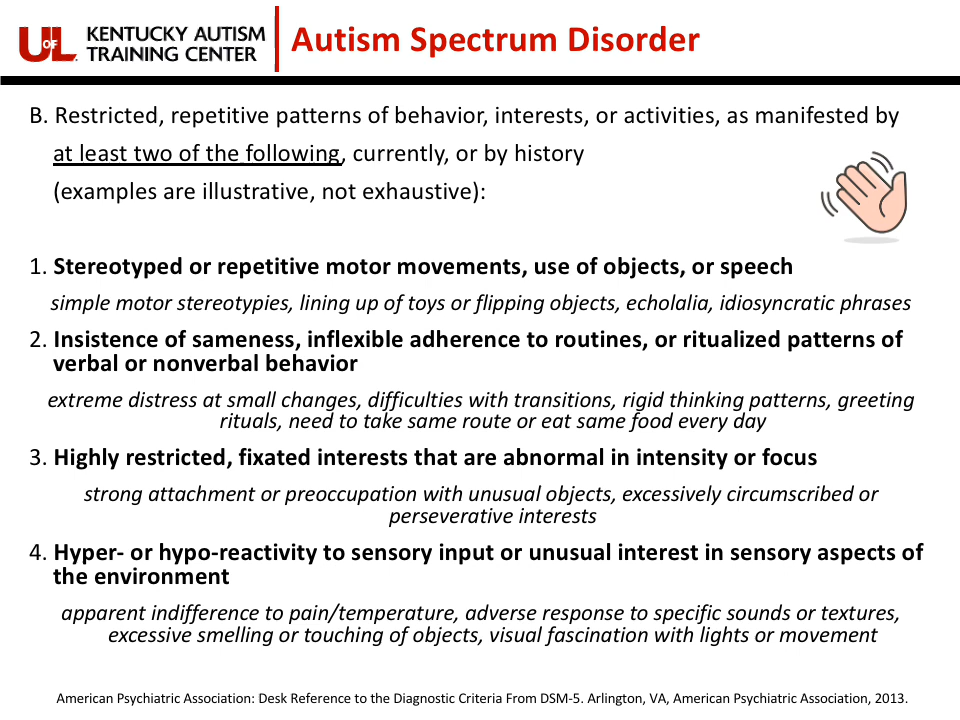 UofL KENTUCKY AUTISM
TRAINING CENTER
Autism Spectrum Disorder
B. Restricted, repetitive patterns of behavior, interests, or activities, as manifested by
at least two of the following, currently, or by history
(examples are illustrative, not exhaustive):
1. Stereotyped or repetitive motor movements, use of objects, or speech
simple motor stereotypies, lining up of toys or flipping objects, echolalia, idiosyncratic phrases
2. Insistence of sameness, inflexible adherence to routines, or ritualized patterns of
verbal or nonverbal behavior
extreme distress at small changes, difficulties with transitions, rigid thinking patterns, greeting
rituals, need to take same route or eat same food every day
3. Highly restricted, fixated interests that are abnormal in intensity or focus
strong attachment or preoccupation with unusual objects, excessively circumscribed or
perseverative interests
4. Hyper- or hypo-reactivity to sensory input or unusual interest in sensory aspects of
the environment
apparent indifference to pain/temperature, adverse response to specific sounds or textures,
excessive smelling or touching of objects, visual fascination with lights or movement
American Psychiatric Association: Desk Reference to the Diagnostic Criteria From DSM-5. Arlington, VA, American Psychiatric Association, 2013.